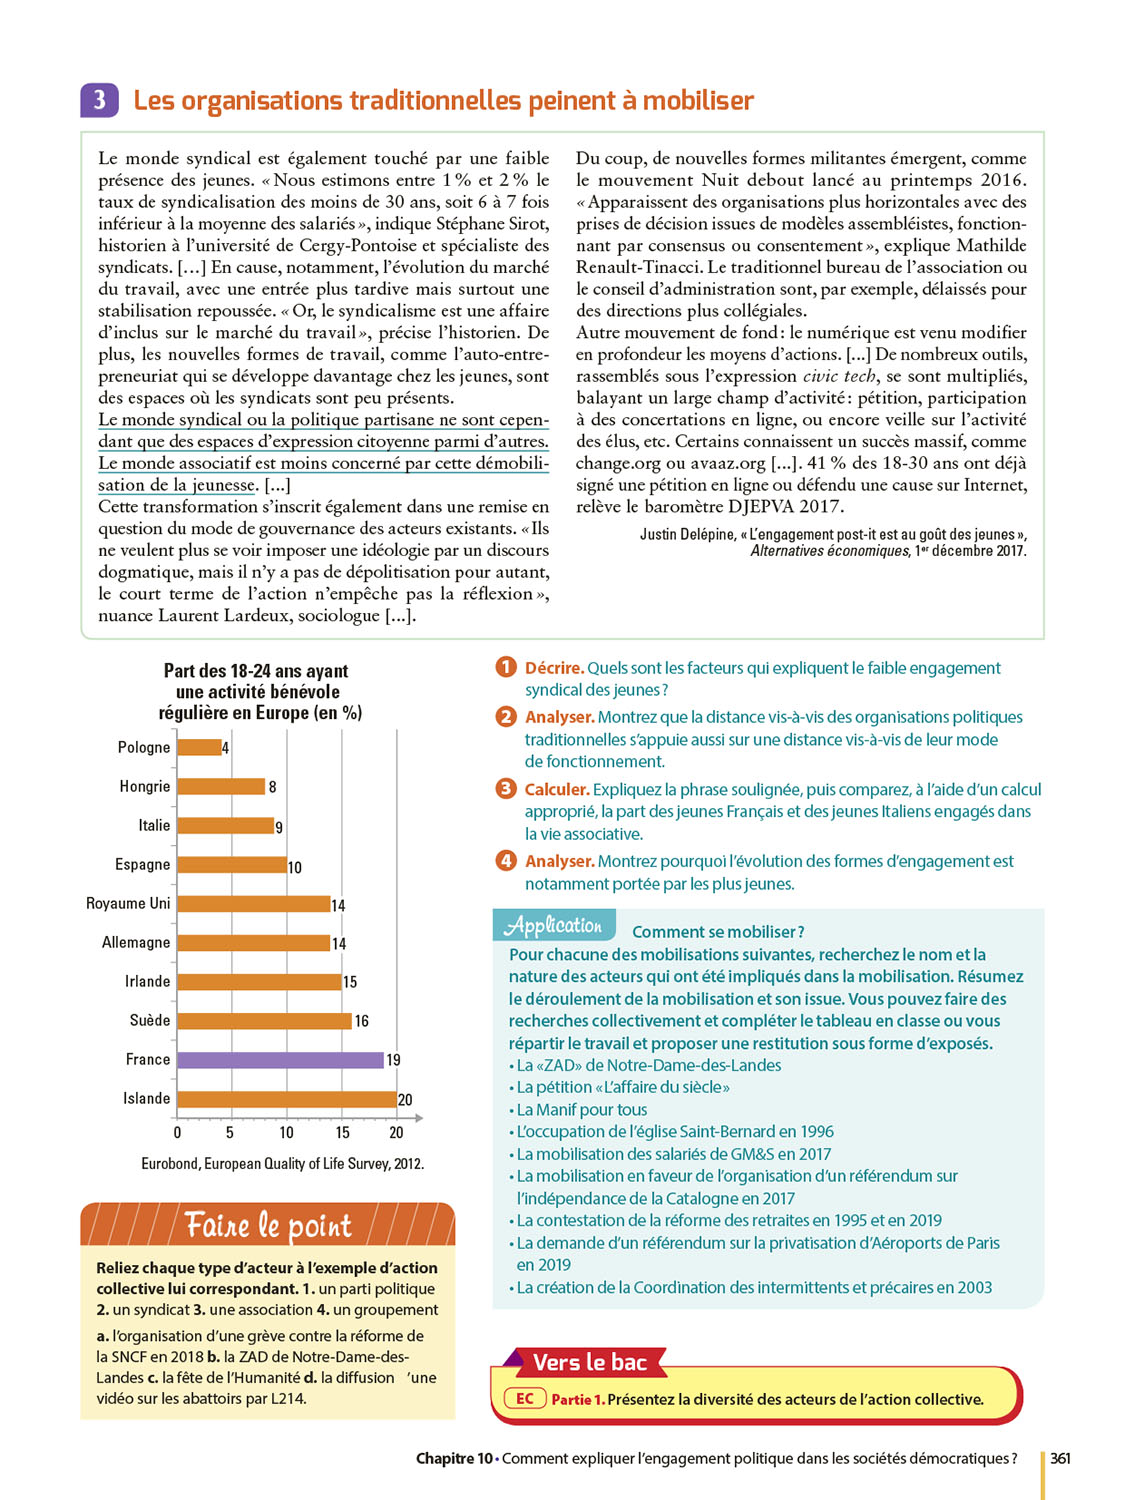 3 Les organisations traditionnelles peinent à mobiliser
Le monde syndical est également touché par une faible
présence des jeunes. « Nous estimons entre 1 % et 2 % le
taux de syndicalisation des moins de 30 ans, soit 6 à 7 fois
inférieur à la moyenne des salariés », indique Stéphane Sirot,
historien à l'université de Cergy-Pontoise et spécialiste des
syndicats. [...] En cause, notamment, l'évolution du marché
du travail, avec une entrée plus tardive mais surtout une
stabilisation repoussée. « Or, le syndicalisme est une affaire
d'inclus sur le marché du travail », précise l'historien. De
plus, les nouvelles formes de travail, comme l'auto-entre-
preneuriat qui se développe davantage chez les jeunes, sont
des espaces où les syndicats sont peu présents.
Le monde syndical ou la politique partisane ne sont cepen-
dant que des espaces d'expression citoyenne parmi d'autres.
Le monde associatif est moins concerné par cette démobili-
sation de la jeunesse. [...]
Cette transformation s'inscrit également dans une remise en
question du mode de gouvernance des acteurs existants. « Ils
ne veulent plus se voir imposer une idéologie par un discours
dogmatique, mais il n'y a pas de dépolitisation pour autant,
le court terme de l'action n'empêche pas la réflexion »,
nuance Laurent Lardeux, sociologue [...].
Du coup, de nouvelles formes militantes émergent, comme
le mouvement Nuit debout lancé au printemps 2016.
« Apparaissent des organisations plus horizontales avec des
prises de décision issues de modèles assembléistes, fonction-
nant par consensus ou consentement », explique Mathilde
Renault-Tinacci. Le traditionnel bureau de l'association ou
le conseil d'administration sont, par exemple, délaissés pour
des directions plus collégiales.
Autre mouvement de fond : le numérique est venu modifier
en profondeur les moyens d'actions. [...] De nombreux outils,
rassemblés sous l'expression civic tech, se sont multipliés,
balayant un large champ d'activité : pétition, participation
à des concertations en ligne, ou encore veille sur l'activité
des élus, etc. Certains connaissent un succès massif, comme
change.org ou avaaz.org [...]. 41 % des 18-30 ans ont déjà
signé une pétition en ligne ou défendu une cause sur Internet,
relève le baromètre DJEPVA 2017.
Justin Delépine, « L'engagement post-it est au goût des jeunes »,
Alternatives économiques, 1er décembre 2017.
Part des 18-24 ans ayant
une activité bénévole
régulière en Europe (en %)
Pologne 4
Hongrie 8
Italie 9
Espagne 10
Royaume Uni 14
Allemagne 14
Irlande 15
Suède 16
France 19
Islande 20
0 5 10 15 20
Eurobond, European Quality of Life Survey, 2012.
1 Décrire. Quels sont les facteurs qui expliquent le faible engagement
syndical des jeunes ?
2 Analyser. Montrez que la distance vis-à-vis des organisations politiques
traditionnelles s'appuie aussi sur une distance vis-à-vis de leur mode
de fonctionnement.
3 Calculer. Expliquez la phrase soulignée, puis comparez, à l'aide d'un calcul
approprié, la part des jeunes Français et des jeunes Italiens engagés dans
la vie associative.
4 Analyser. Montrez pourquoi l'évolution des formes d'engagement est
notamment portée par les plus jeunes.
Application Comment se mobiliser ?
Pour chacune des mobilisations suivantes, recherchez le nom et la
nature des acteurs qui ont été impliqués dans la mobilisation. Résumez
le déroulement de la mobilisation et son issue. Vous pouvez faire des
recherches collectivement et compléter le tableau en classe ou vous
répartir le travail et proposer une restitution sous forme d'exposés.
• La «ZAD» de Notre-Dame-des-Landes
• La pétition « L'affaire du siècle »
• La Manif pour tous
• L'occupation de l'église Saint-Bernard en 1996
• La mobilisation des salariés de GM&S en 2017
• La mobilisation en faveur de l'organisation d'un référendum sur
l'indépendance de la Catalogne en 2017
• La contestation de la réforme des retraites en 1995 et en 2019
• La demande d'un référendum sur la privatisation d'Aéroports de Paris
en 2019
• La création de la Coordination des intermittents et précaires en 2003
Faire le point
Reliez chaque type d'acteur à l'exemple d'action
collective lui correspondant. 1. un parti politique
2. un syndicat 3. une association 4. un groupement
a. l'organisation d'une grève contre la réforme de
la SNCF en 2018 b. la ZAD de Notre-Dame-des-
Landes c. la fête de l'Humanité d. la diffusion 'une
vidéo sur les abattoirs par L214.
Vers le bac
EC Partie 1. Présentez la diversité des acteurs de l'action collective.
Chapitre 10 • Comment expliquer l'engagement politique dans les sociétés démocratiques ? 361